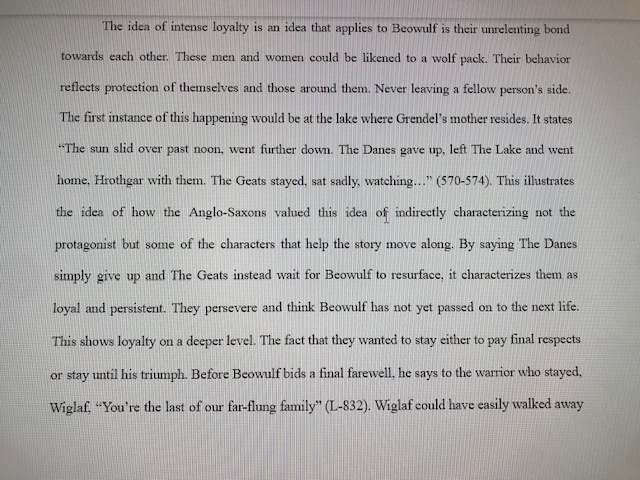 The idea of intense loyalty is an idea that applies to Beowulf is their unrelenting bond
towards each other. These men and women could be likened to a wolf pack. Their behavior
reflects protection of themselves and those around them. Never leaving a fellow person's side.
The first instance of this happening would be at the lake where Grendel's mother resides. It states
"The sun slid over past noon, went further down. The Danes gave up, left The Lake and went
home, Hrothgar with them. The Geats stayed, sat sadly, watching…" (570-574). This illustrates
the idea of how the Anglo-Saxons valued this idea of indirectly characterizing not the
protagonist but some of the characters that help the story move along. By saying The Danes
simply give up and The Geats instead wait for Beowulf to resurface, it characterizes them as
loyal and persistent. They persevere and think Beowulf has not yet passed on to the next life.
This shows loyalty on a deeper level. The fact that they wanted to stay either to pay final respects
or stay until his triumph. Before Beowulf bids a final farewell, he says to the warrior who stayed,
Wiglaf, "You're the last of our far-flung family" (L-832). Wiglaf could have easily walked away